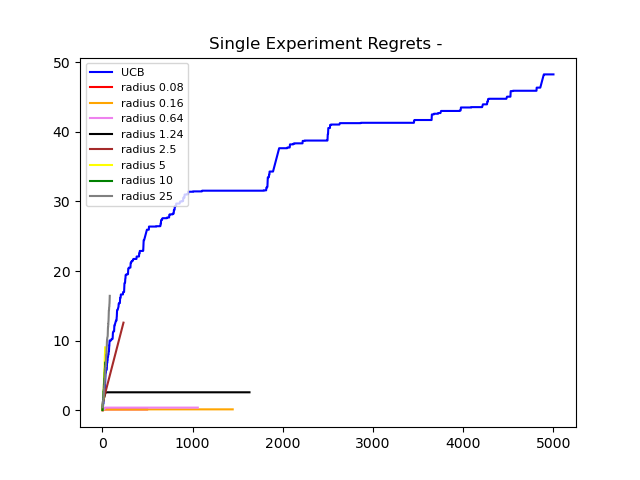 Single Experiment Regrets -
50
40
30
20
10
0
UCB
radius 0.08
radius 0.16
radius 0.64
radius 1.24
radius 2.5
radius 5
radius 10
radius 25
0 1000 2000 3000 4000 5000